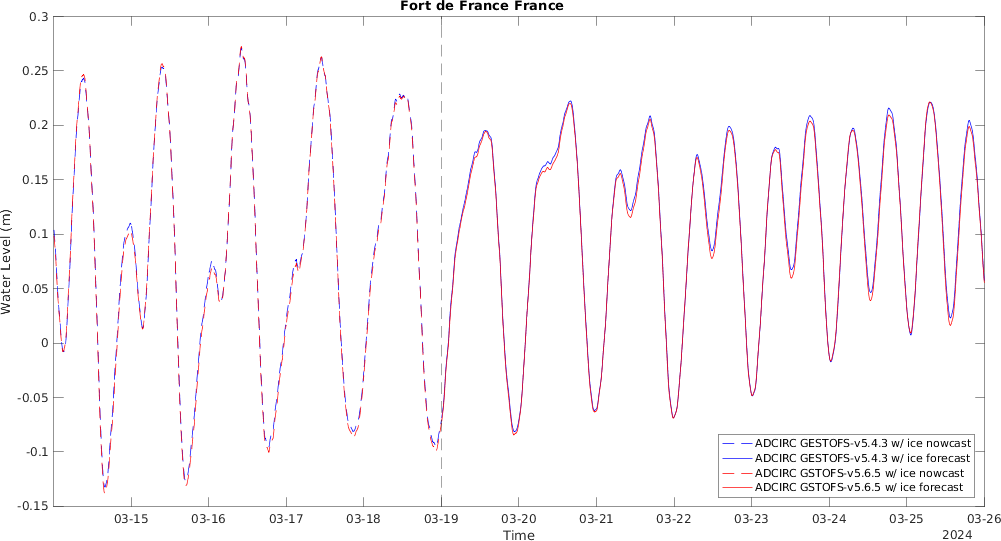 Fort de France France
Water Level (m)
0.3
0.25
0.2
0.15
0.1
0.05
0
-0.05
-0.1
-0.15
ADCIRC GESTOFS-v5.4.3 w/ ice nowcast
ADCIRC GESTOFS-v5.4.3 w/ ice forecast
ADCIRC GSTOFS-v5.6.5 w/ ice nowcast
ADCIRC GSTOFS-v5.6.5 w/ ice forecast
03-15 03-16 03-17 03-18 03-19 03-20 03-21 03-22 03-23 03-24 03-25 03-26
Time
2024